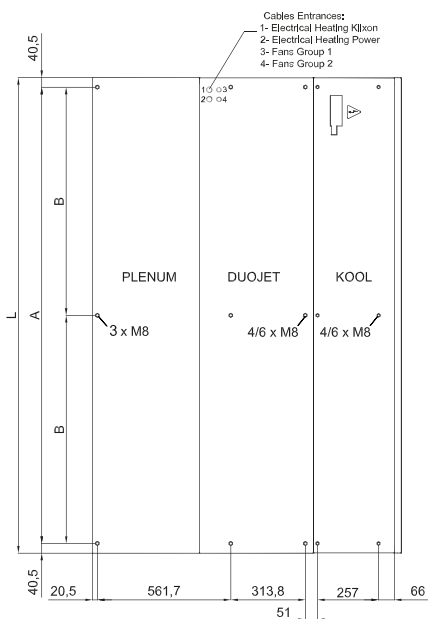 Cables Entrances:
1- Electrical Heating Klixon
2- Electrical Heating Power
3- Fans Group 1
4- Fans Group 2
40,5
1 3
2 4
B
PLENUM DUOJET KOOL
L
A
3 x M8 4/6 x M8 4/6 x M8
B
40,5
20,5 561,7 313,8 257 66
51